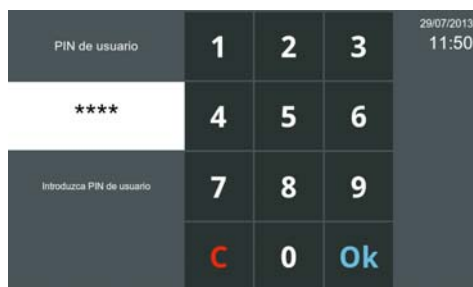 PIN de usuario
1 2 3
29/07/2013
11:50
****
4 5 6
Introduzca PIN de usuario
7 8 9
C 0 Ok